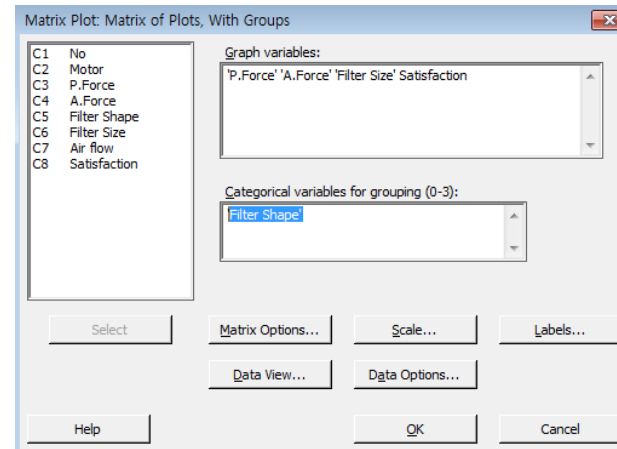 Matrix Plot: Matrix of Plots, With Groups
C1 No
C2 Motor
C3 P.Force
C4 A.Force
C5 Filter Shape
C6 Filter Size
C7 Air flow
C8 Satisfaction
Graph variables:
'P.Force' 'A.Force' 'Filter Size' Satisfaction
Categorical variables for grouping (0-3):
'Filter Shape'
Select
Matrix Options...
Scale...
Labels...
Data View...
Data Options...
Help
OK
Cancel